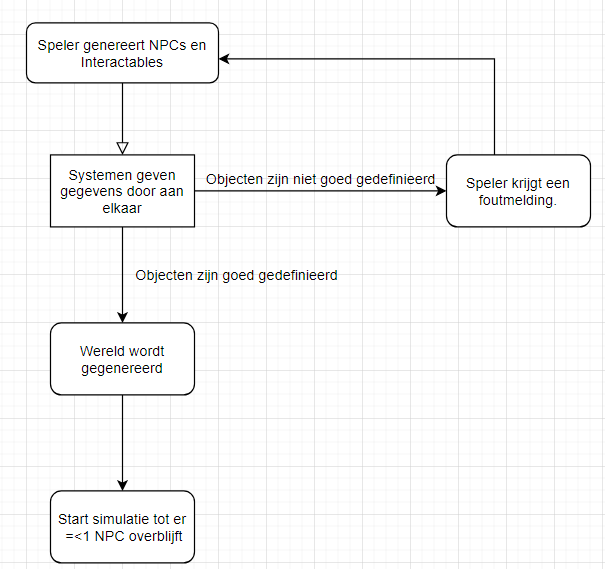 Speler genereert NPCs en
Interactables
Systemen geven
gegevens door aan
elkaar
Objecten zijn niet goed gedefinieerd
Speler krijgt een
foutmelding.
Objecten zijn goed gedefinieerd
Wereld wordt
gegenereerd
Start simulatie tot er
=<1 NPC overblijft